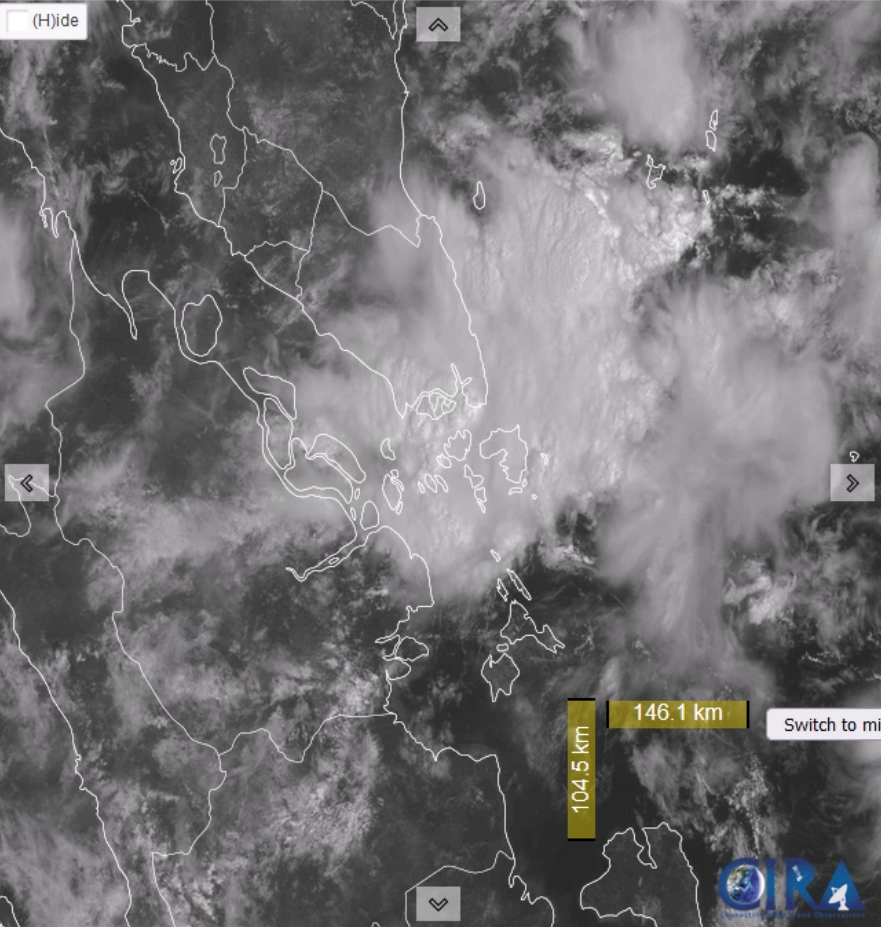 (H)ide
146.1 km
Switch to mi
104.5 km
CIRA